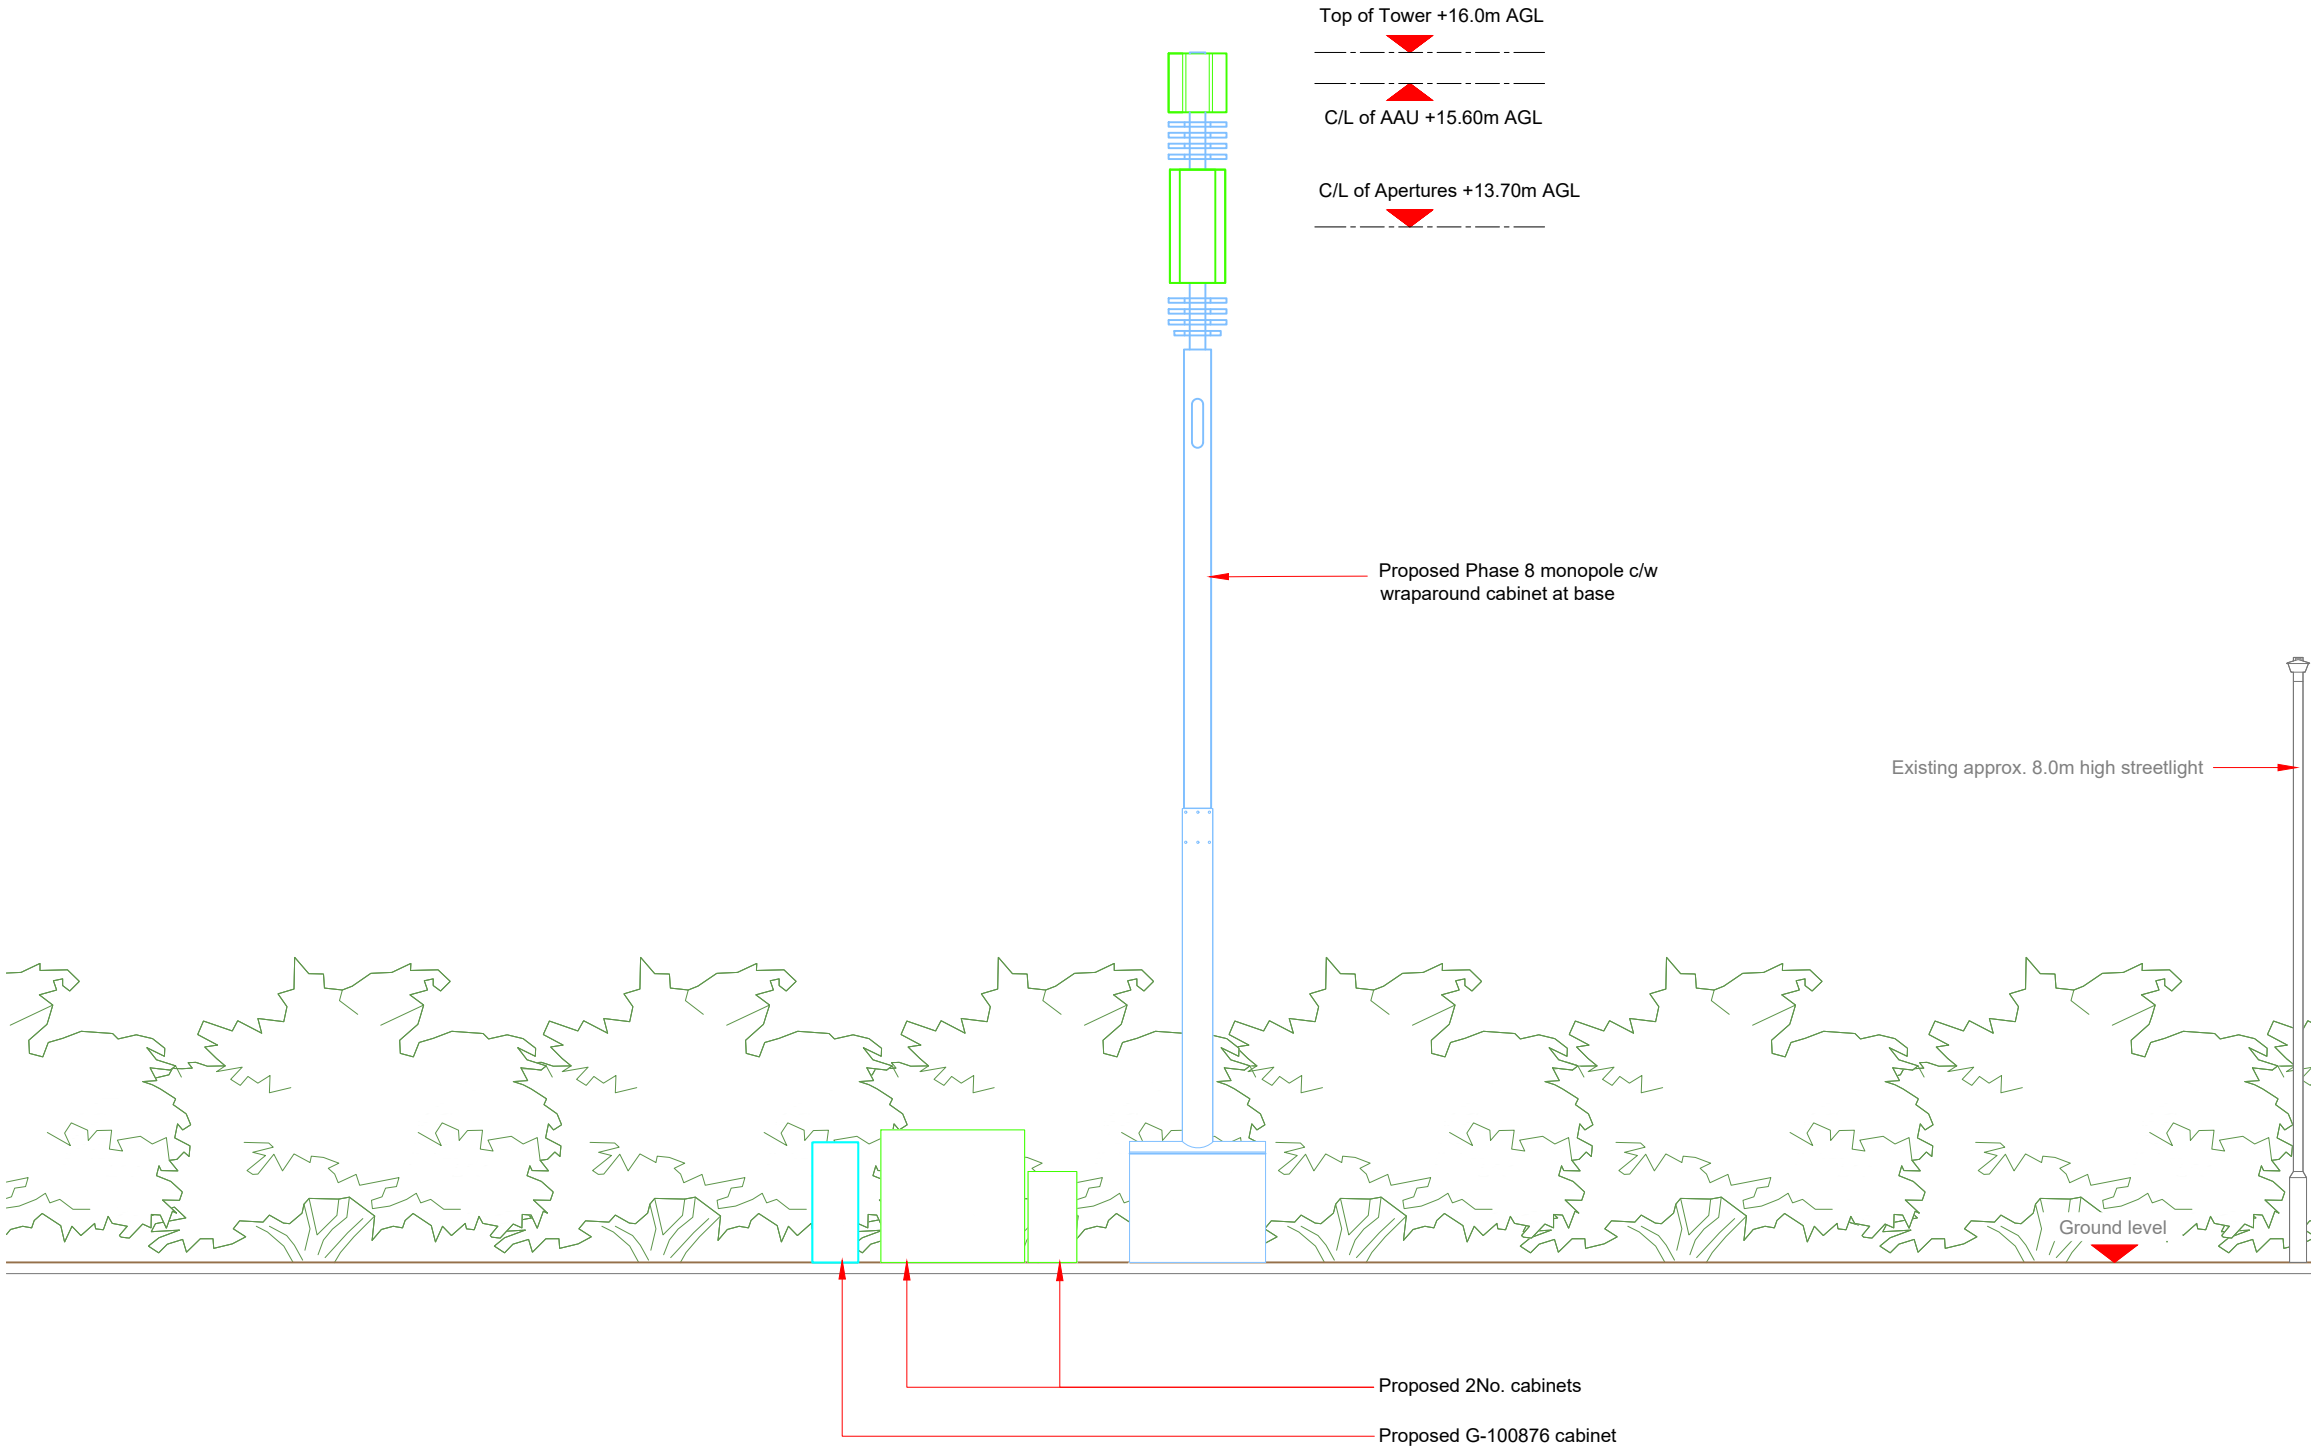 Top of Tower +16.0m AGL
C/L of AAU +15.60m AGL
C/L of Apertures +13.70m AGL
Proposed Phase 8 monopole c/w
wraparound cabinet at base
Existing approx. 8.0m high streetlight
Ground level
Proposed 2No. cabinets
Proposed G-100876 cabinet